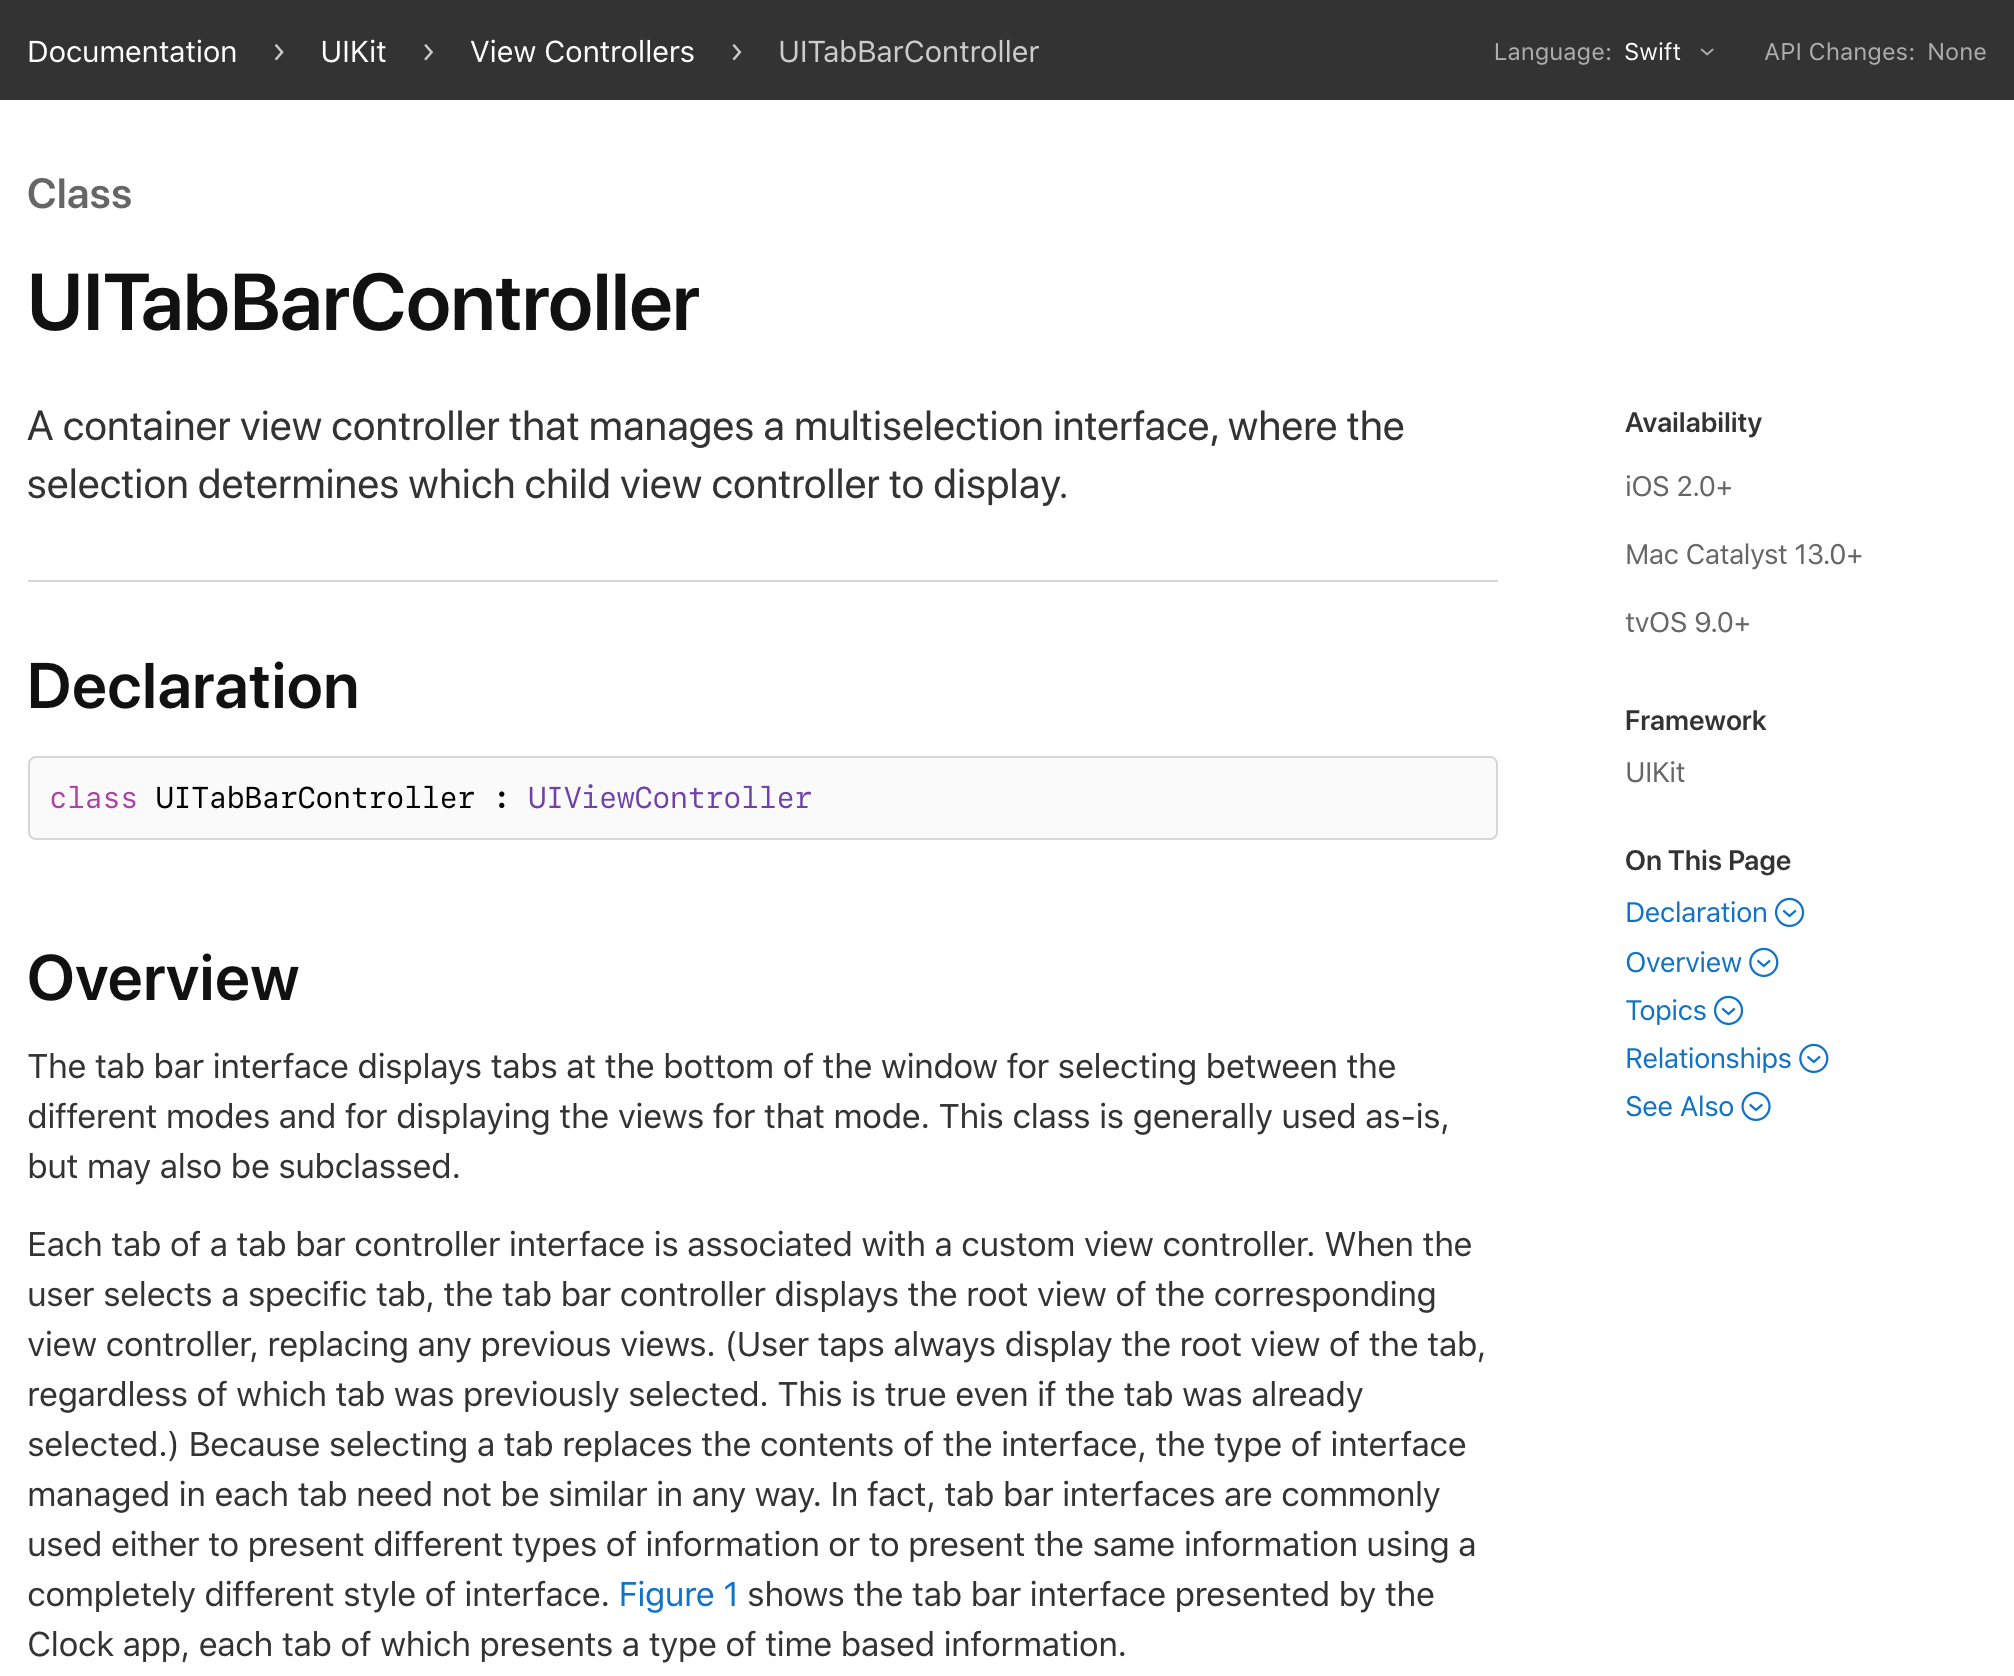 Documentation > UIKit > View Controllers > UITabBarController
Language: Swift API Changes: None
Class
UITabBarController
A container view controller that manages a multiselection interface, where the
selection determines which child view controller to display.
Availability
iOS 2.0+
Mac Catalyst 13.0+
tvOS 9.0+
Framework
UIKit
On This Page
Declaration
Overview
Topics
Relationships
See Also
Declaration
class UITabBarController : UIViewController
Overview
The tab bar interface displays tabs at the bottom of the window for selecting between the
different modes and for displaying the views for that mode. This class is generally used as-is,
but may also be subclassed.
Each tab of a tab bar controller interface is associated with a custom view controller. When the
user selects a specific tab, the tab bar controller displays the root view of the corresponding
view controller, replacing any previous views. (User taps always display the root view of the tab,
regardless of which tab was previously selected. This is true even if the tab was already
selected.) Because selecting a tab replaces the contents of the interface, the type of interface
managed in each tab need not be similar in any way. In fact, tab bar interfaces are commonly
used either to present different types of information or to present the same information using a
completely different style of interface. Figure 1 shows the tab bar interface presented by the
Clock app, each tab of which presents a type of time based information.